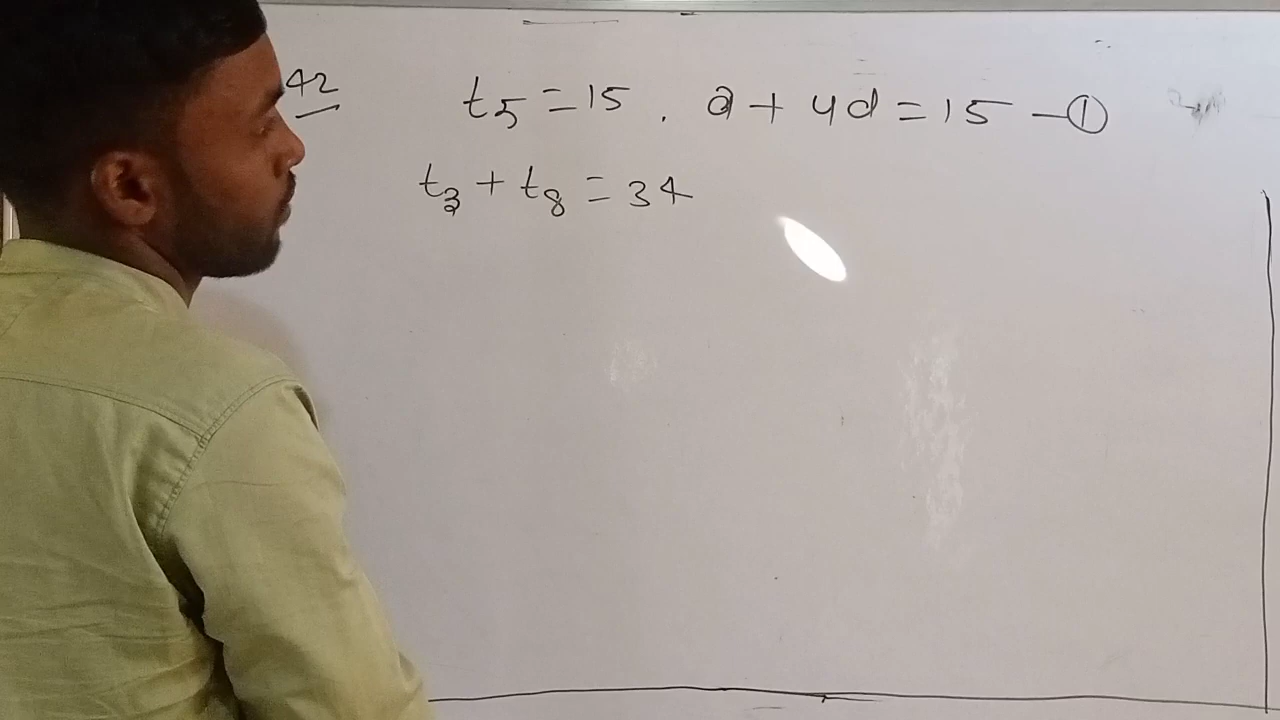 42
t5 = 15 . a + 4d = 15 — ①
t3 + t8 = 34